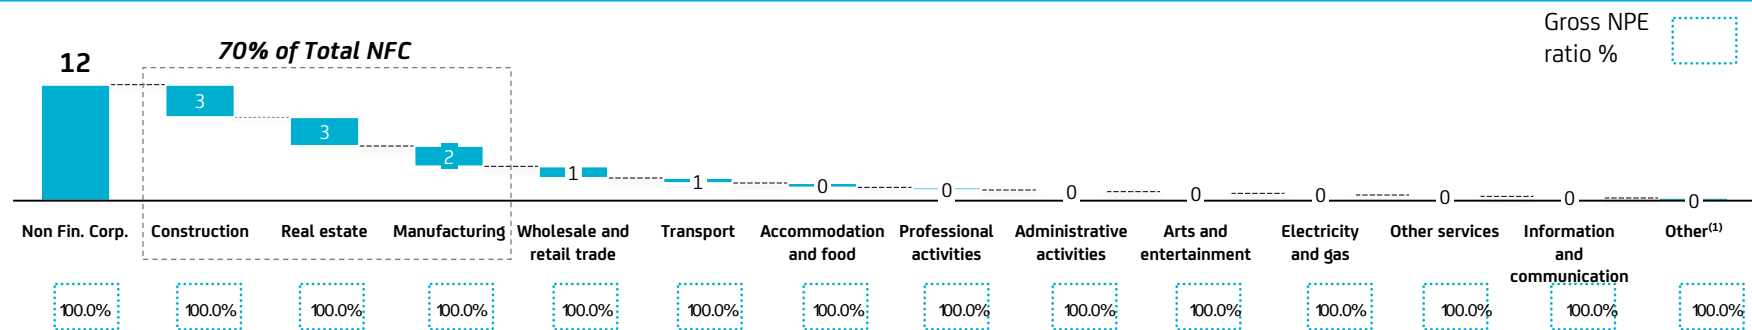 Gross NPE
ratio %
70% of Total NFC
12
3
3
2
1
1
0
0
0
0
0
0
0
0
Non Fin. Corp.
Construction
Real estate
Manufacturing
Wholesale and
retail trade
Transport
Accommodation
and food
Professional
activities
Administrative
activities
Arts and
entertainment
Electricity
and gas
Other services
Information
and
communication
Other(1)
100.0%
100.0%
100.0%
100.0%
100.0%
100.0%
100.0%
100.0%
100.0%
100.0%
100.0%
100.0%
100.0%
100.0%